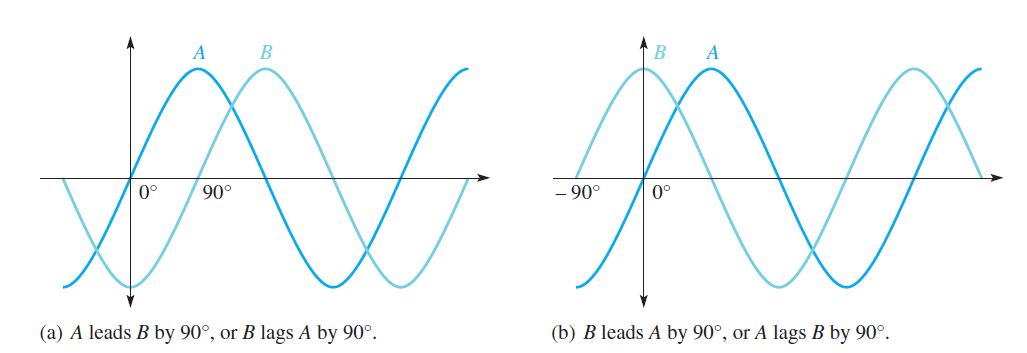 A B
0° 90°
(a) A leads B by 90°, or B lags A by 90°.
B A
– 90° 0°
(b) B leads A by 90°, or A lags B by 90°.